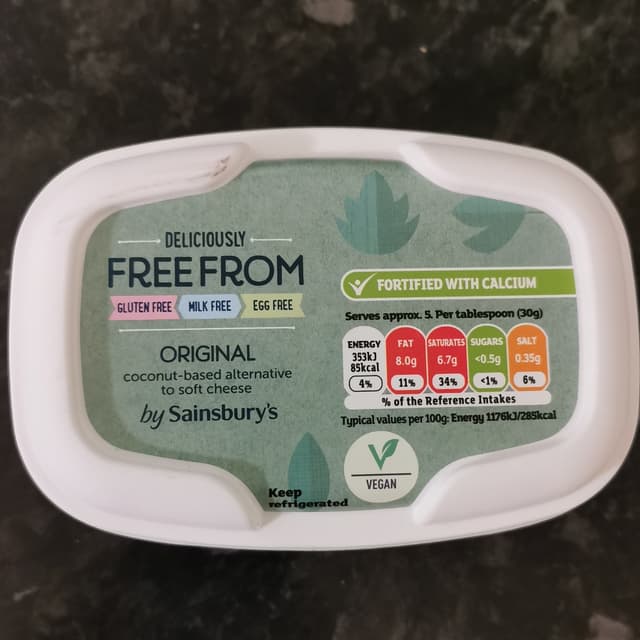 DELICIOUSLY
FREE FROM
GLUTEN FREE MILK FREE EGG FREE
ORIGINAL
coconut-based alternative
to soft cheese
by Sainsbury's
FORTIFIED WITH CALCIUM
Serves approx. 5. Per tablespoon (30g)
ENERGY FAT SATURATES SUGARS SALT
353kJ
85kcal 8.0g 6.7g <0.5g 0.35g
4% 11% 34% <1% 6%
% of the Reference Intakes
Typical values per 100g: Energy 1176kJ/285kcal
VEGAN
Keep
refrigerated